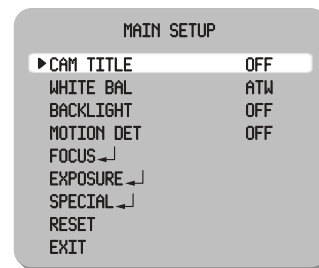 MAIN SETUP
▶CAM TITLE OFF
WHITE BAL ATW
BACKLIGHT OFF
MOTION DET OFF
FOCUS↵
EXPOSURE↵
SPECIAL↵
RESET
EXIT